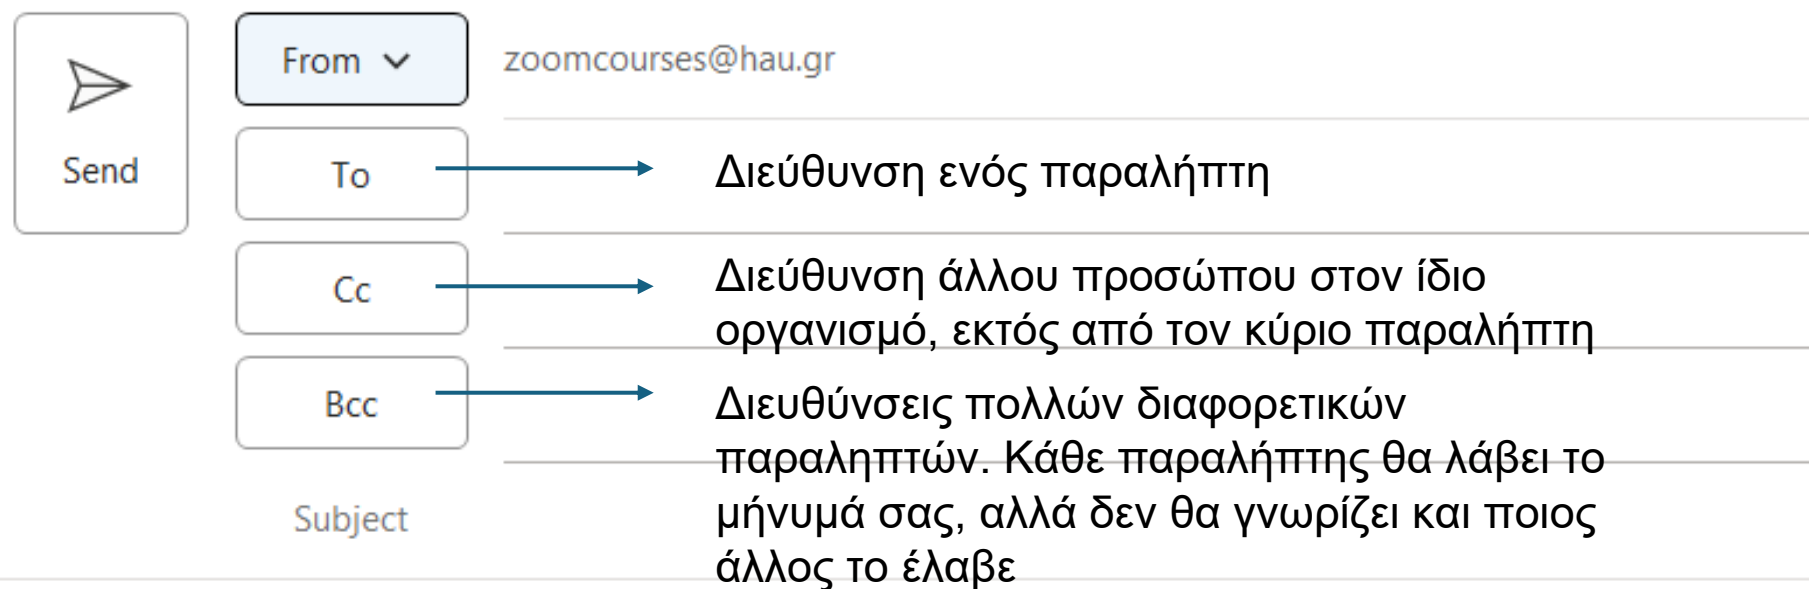 From
zoomcourses@hau.gr
Send
To
Διεύθυνση ενός παραλήπτη
Cc
Διεύθυνση άλλου προσώπου στον ίδιο
οργανισμό, εκτός από τον κύριο παραλήπτη
Bcc
Διευθύνσεις πολλών διαφορετικών
παραληπτών. Κάθε παραλήπτης θα λάβει το
μήνυμά σας, αλλά δεν θα γνωρίζει και ποιος
άλλος το έλαβε
Subject